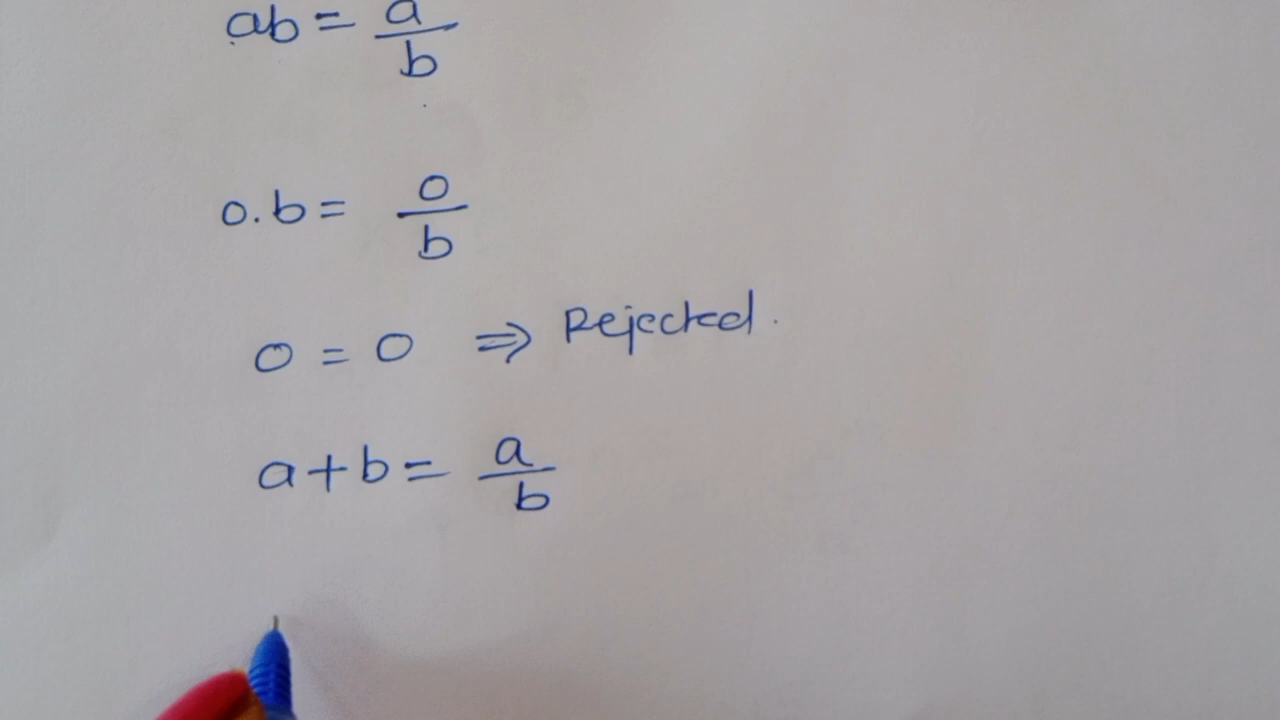 ab = a/b
0.b = 0/b
0 = 0 ⇒ Rejected.
a+b = a/b